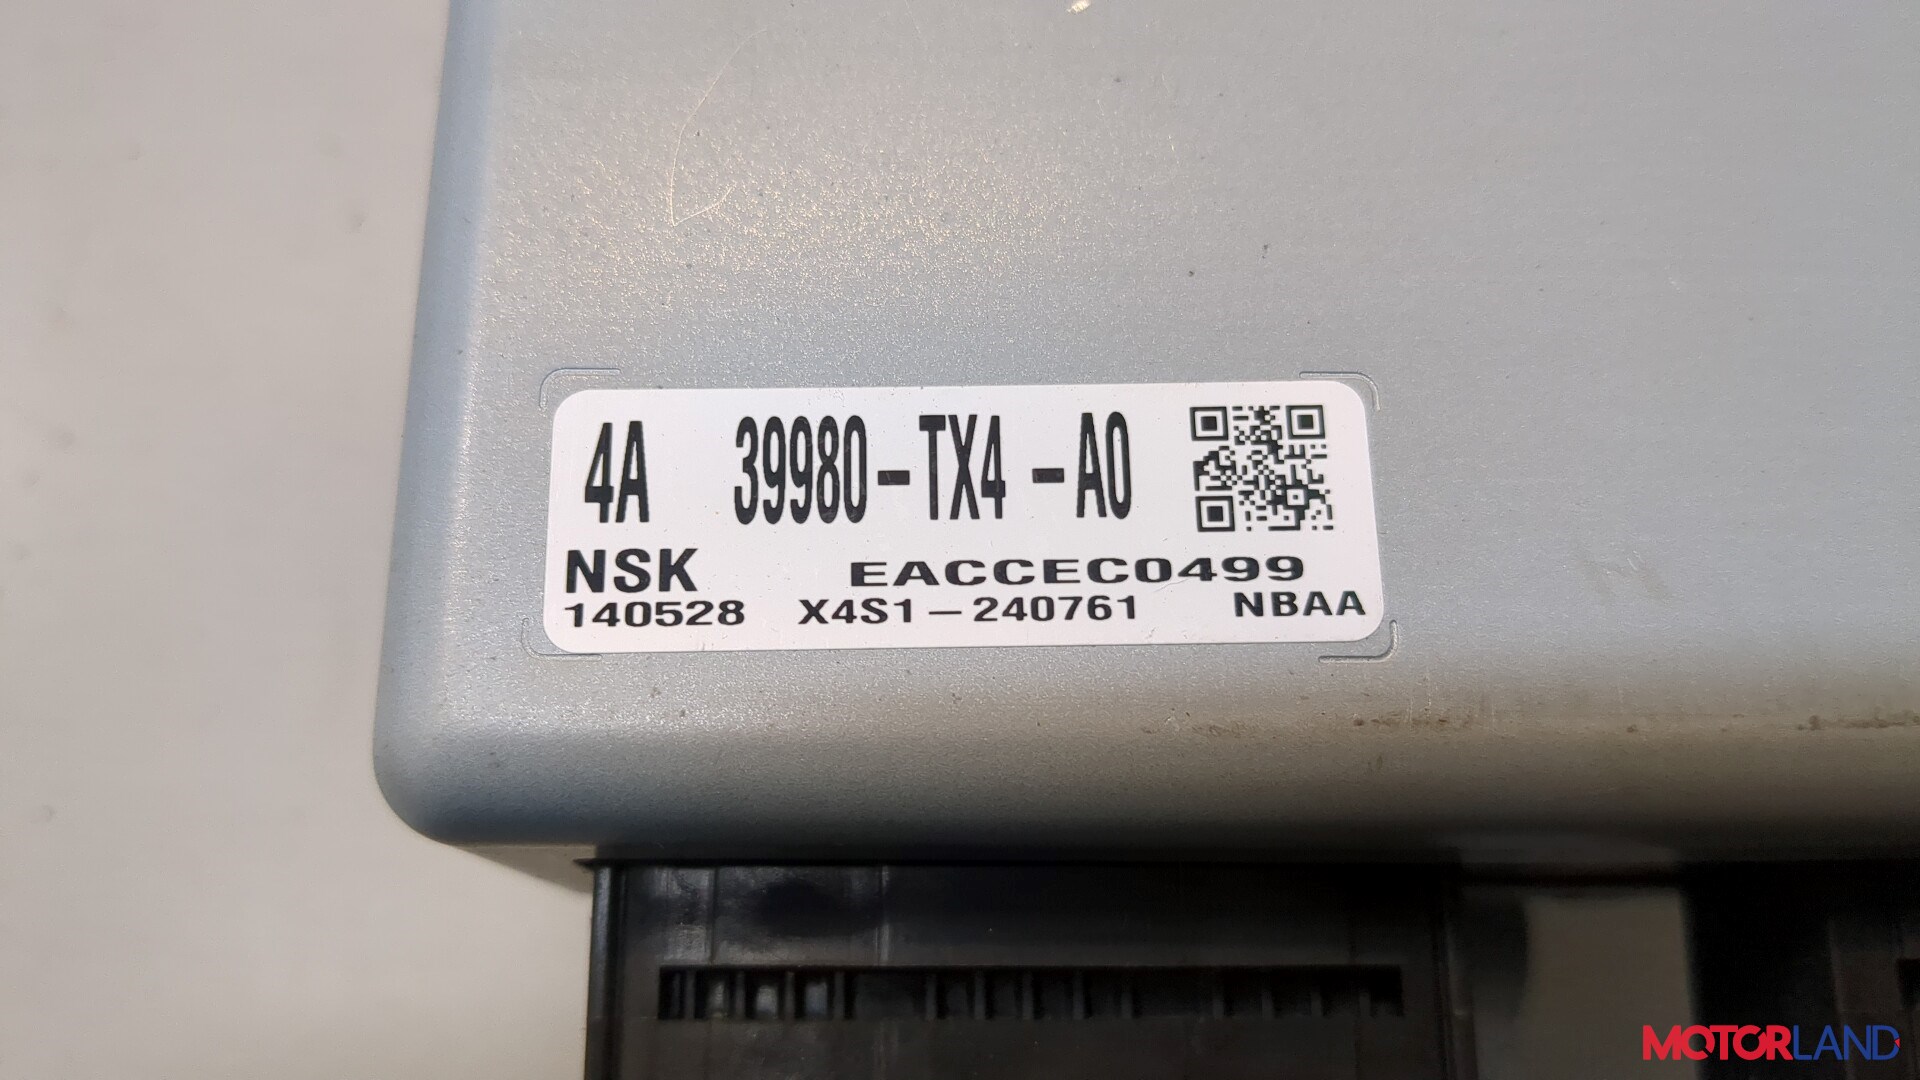 4A 39980-TX4-A0
NSK EACCEC0499
140528 X4S1-240761 NBAA
MOTORLAND